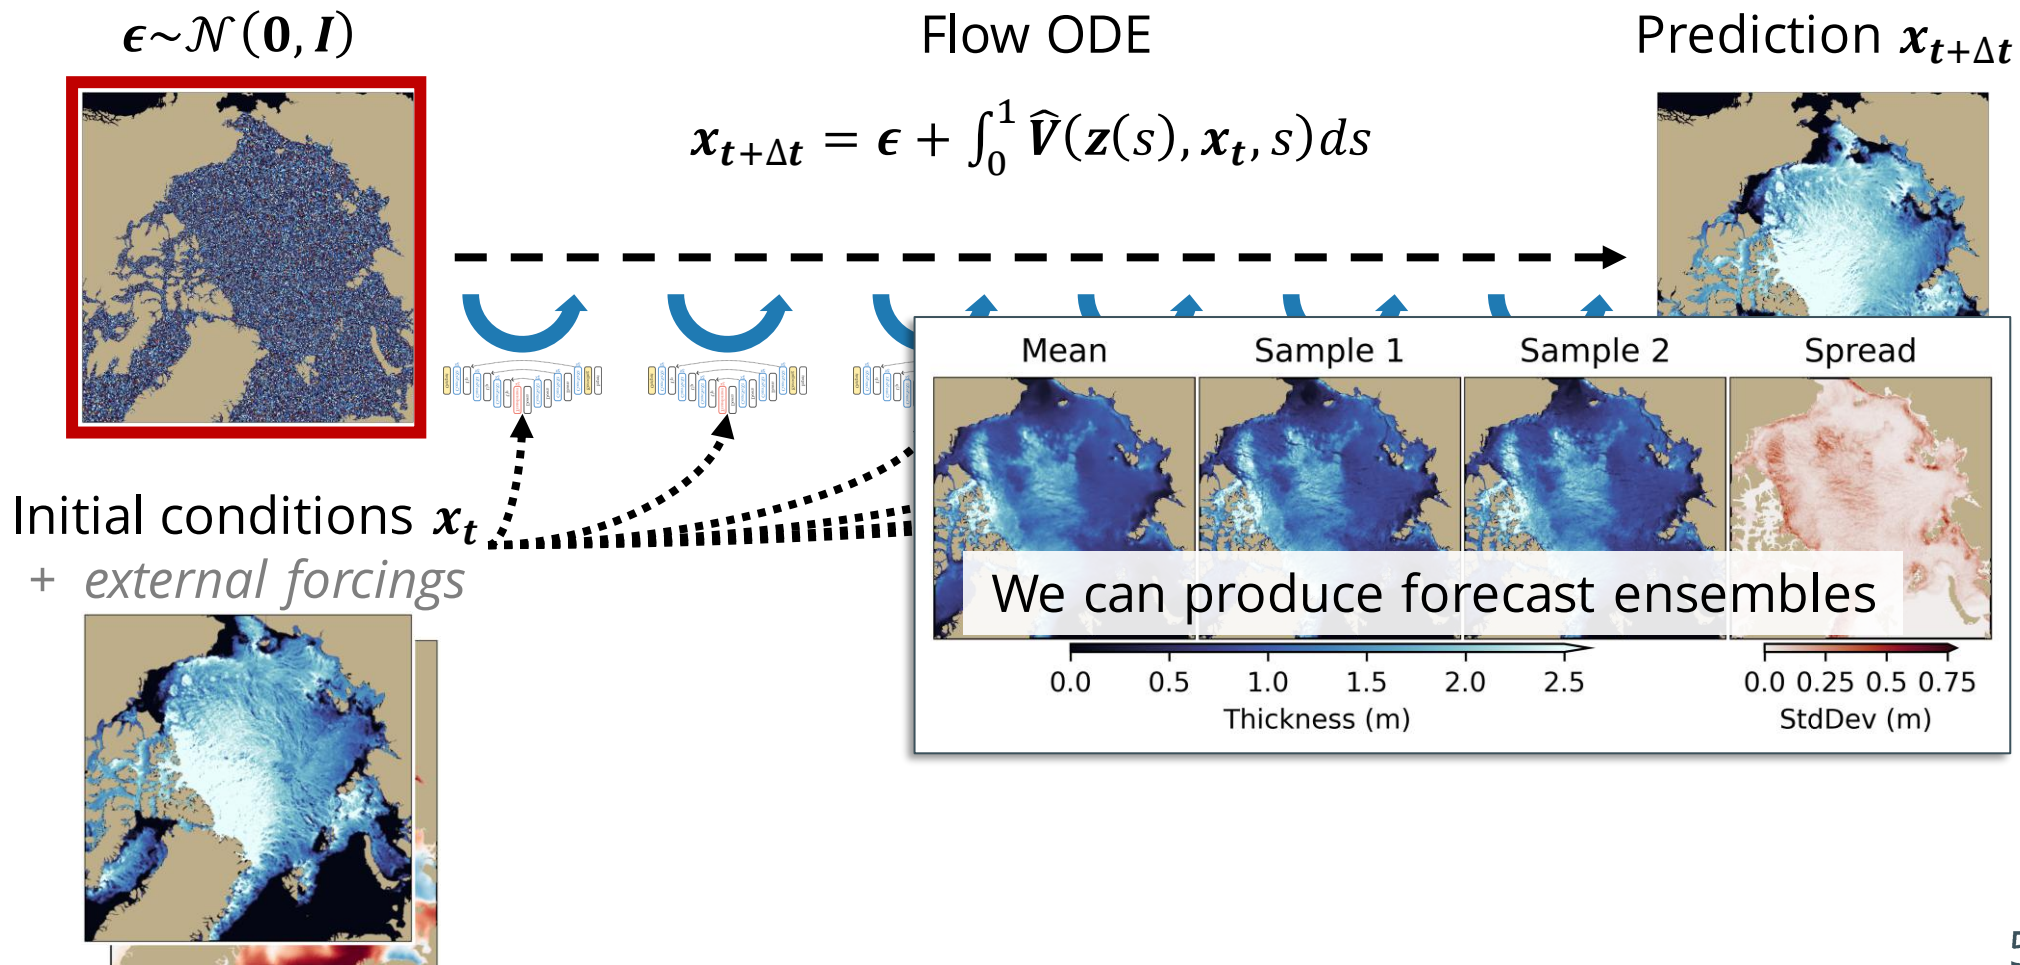 ϵ~𝒩(0, I)
Flow ODE
Prediction x_{t+Δt}
x_{t+Δt} = ϵ + ∫_0^1 V̂(z(s), x_t, s)ds
Mean Sample 1 Sample 2 Spread
Initial conditions x_t
+ external forcings
We can produce forecast ensembles
0.0 0.5 1.0 1.5 2.0 2.5
Thickness (m)
0.0 0.25 0.5 0.75
StdDev (m)